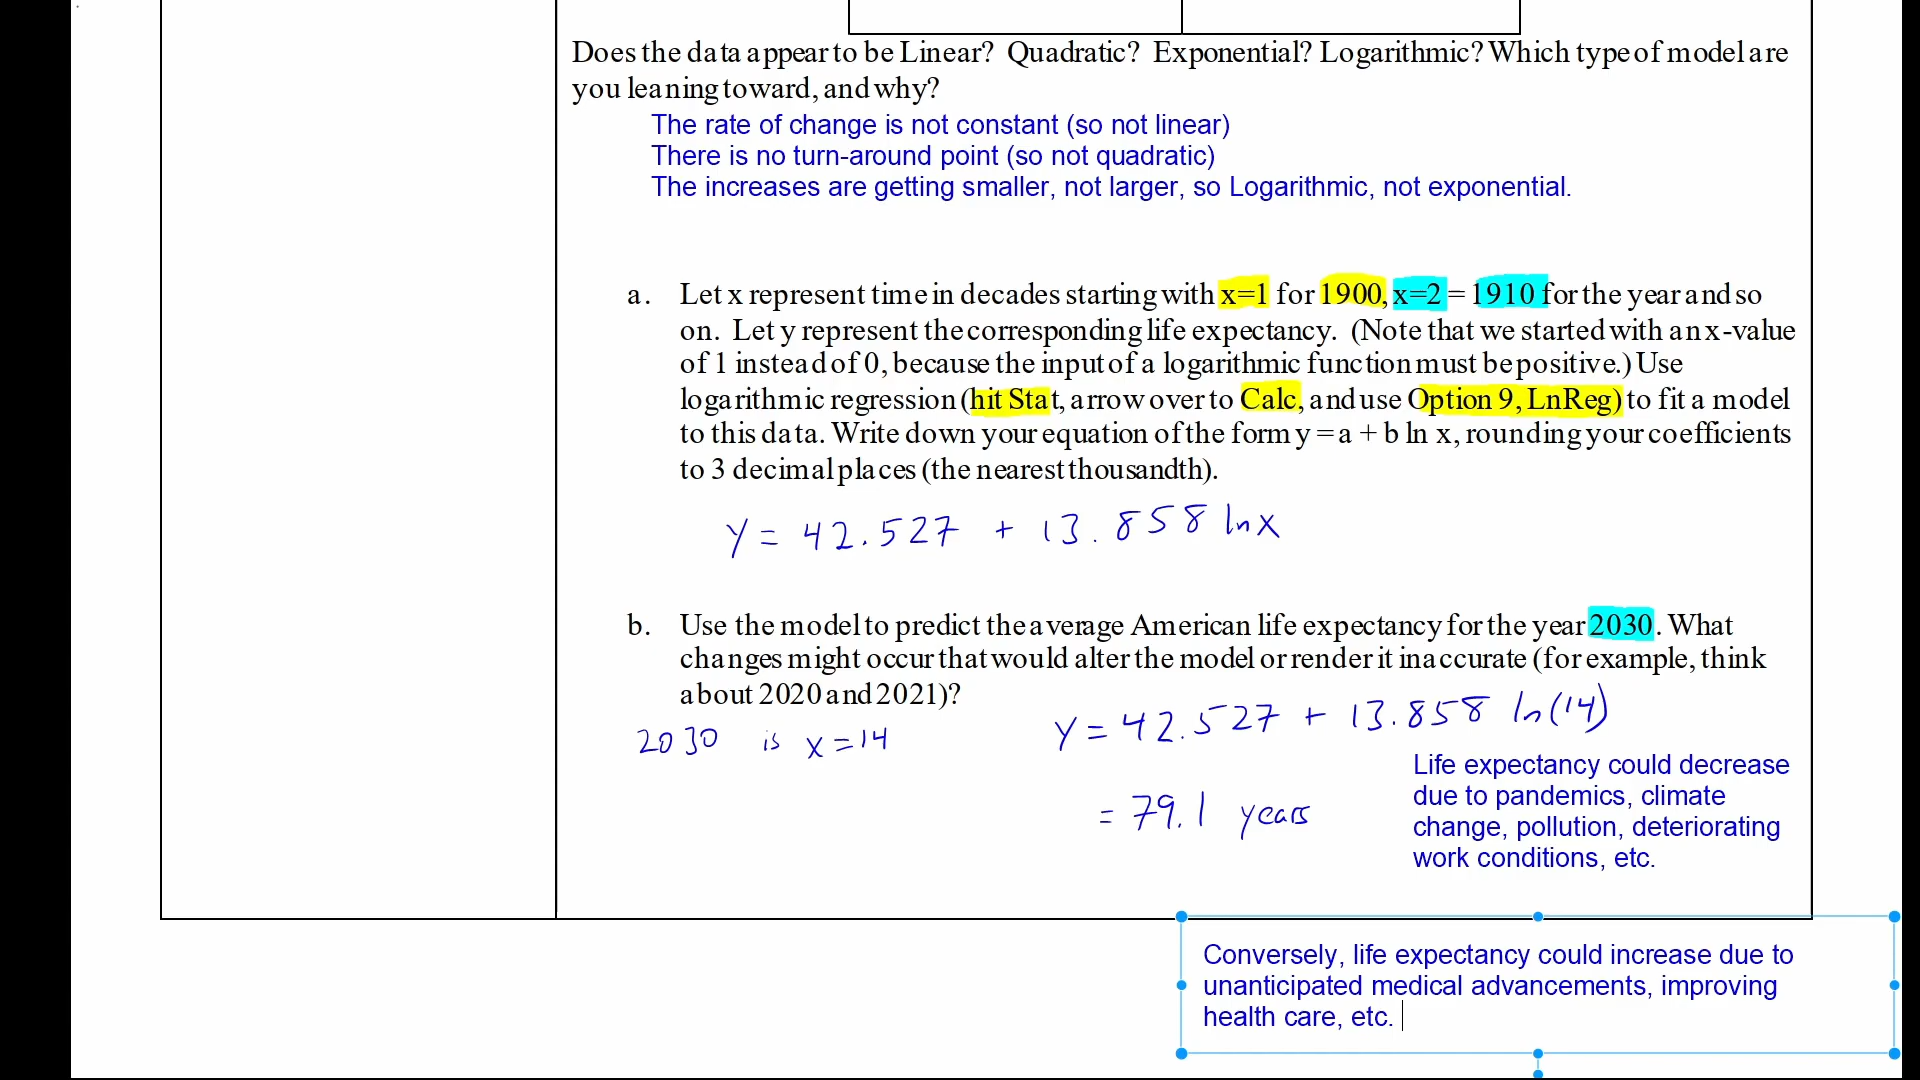 Does the data appear to be Linear? Quadratic? Exponential? Logarithmic? Which type of model are
you leaning toward, and why?
The rate of change is not constant (so not linear)
There is no turn-around point (so not quadratic)
The increases are getting smaller, not larger, so Logarithmic, not exponential.
a. Let x represent time in decades starting with x=1 for 1900, x=2 = 1910 for the year and so
on. Let y represent the corresponding life expectancy. (Note that we started with an x-value
of 1 instead of 0, because the input of a logarithmic function must be positive.) Use
logarithmic regression (hit Stat, arrow over to Calc, and use Option 9, LnReg) to fit a model
to this data. Write down your equation of the form y = a + b ln x, rounding your coefficients
to 3 decimal places (the nearest thousandth).
y = 42.527 + 13.858 ln x
b. Use the model to predict the average American life expectancy for the year 2030. What
changes might occur that would alter the model or render it inaccurate (for example, think
about 2020 and 2021)?
2030 is x = 14
y = 42.527 + 13.858 ln(14)
= 79.1 years
Life expectancy could decrease
due to pandemics, climate
change, pollution, deteriorating
work conditions, etc.
Conversely, life expectancy could increase due to
unanticipated medical advancements, improving
health care, etc.